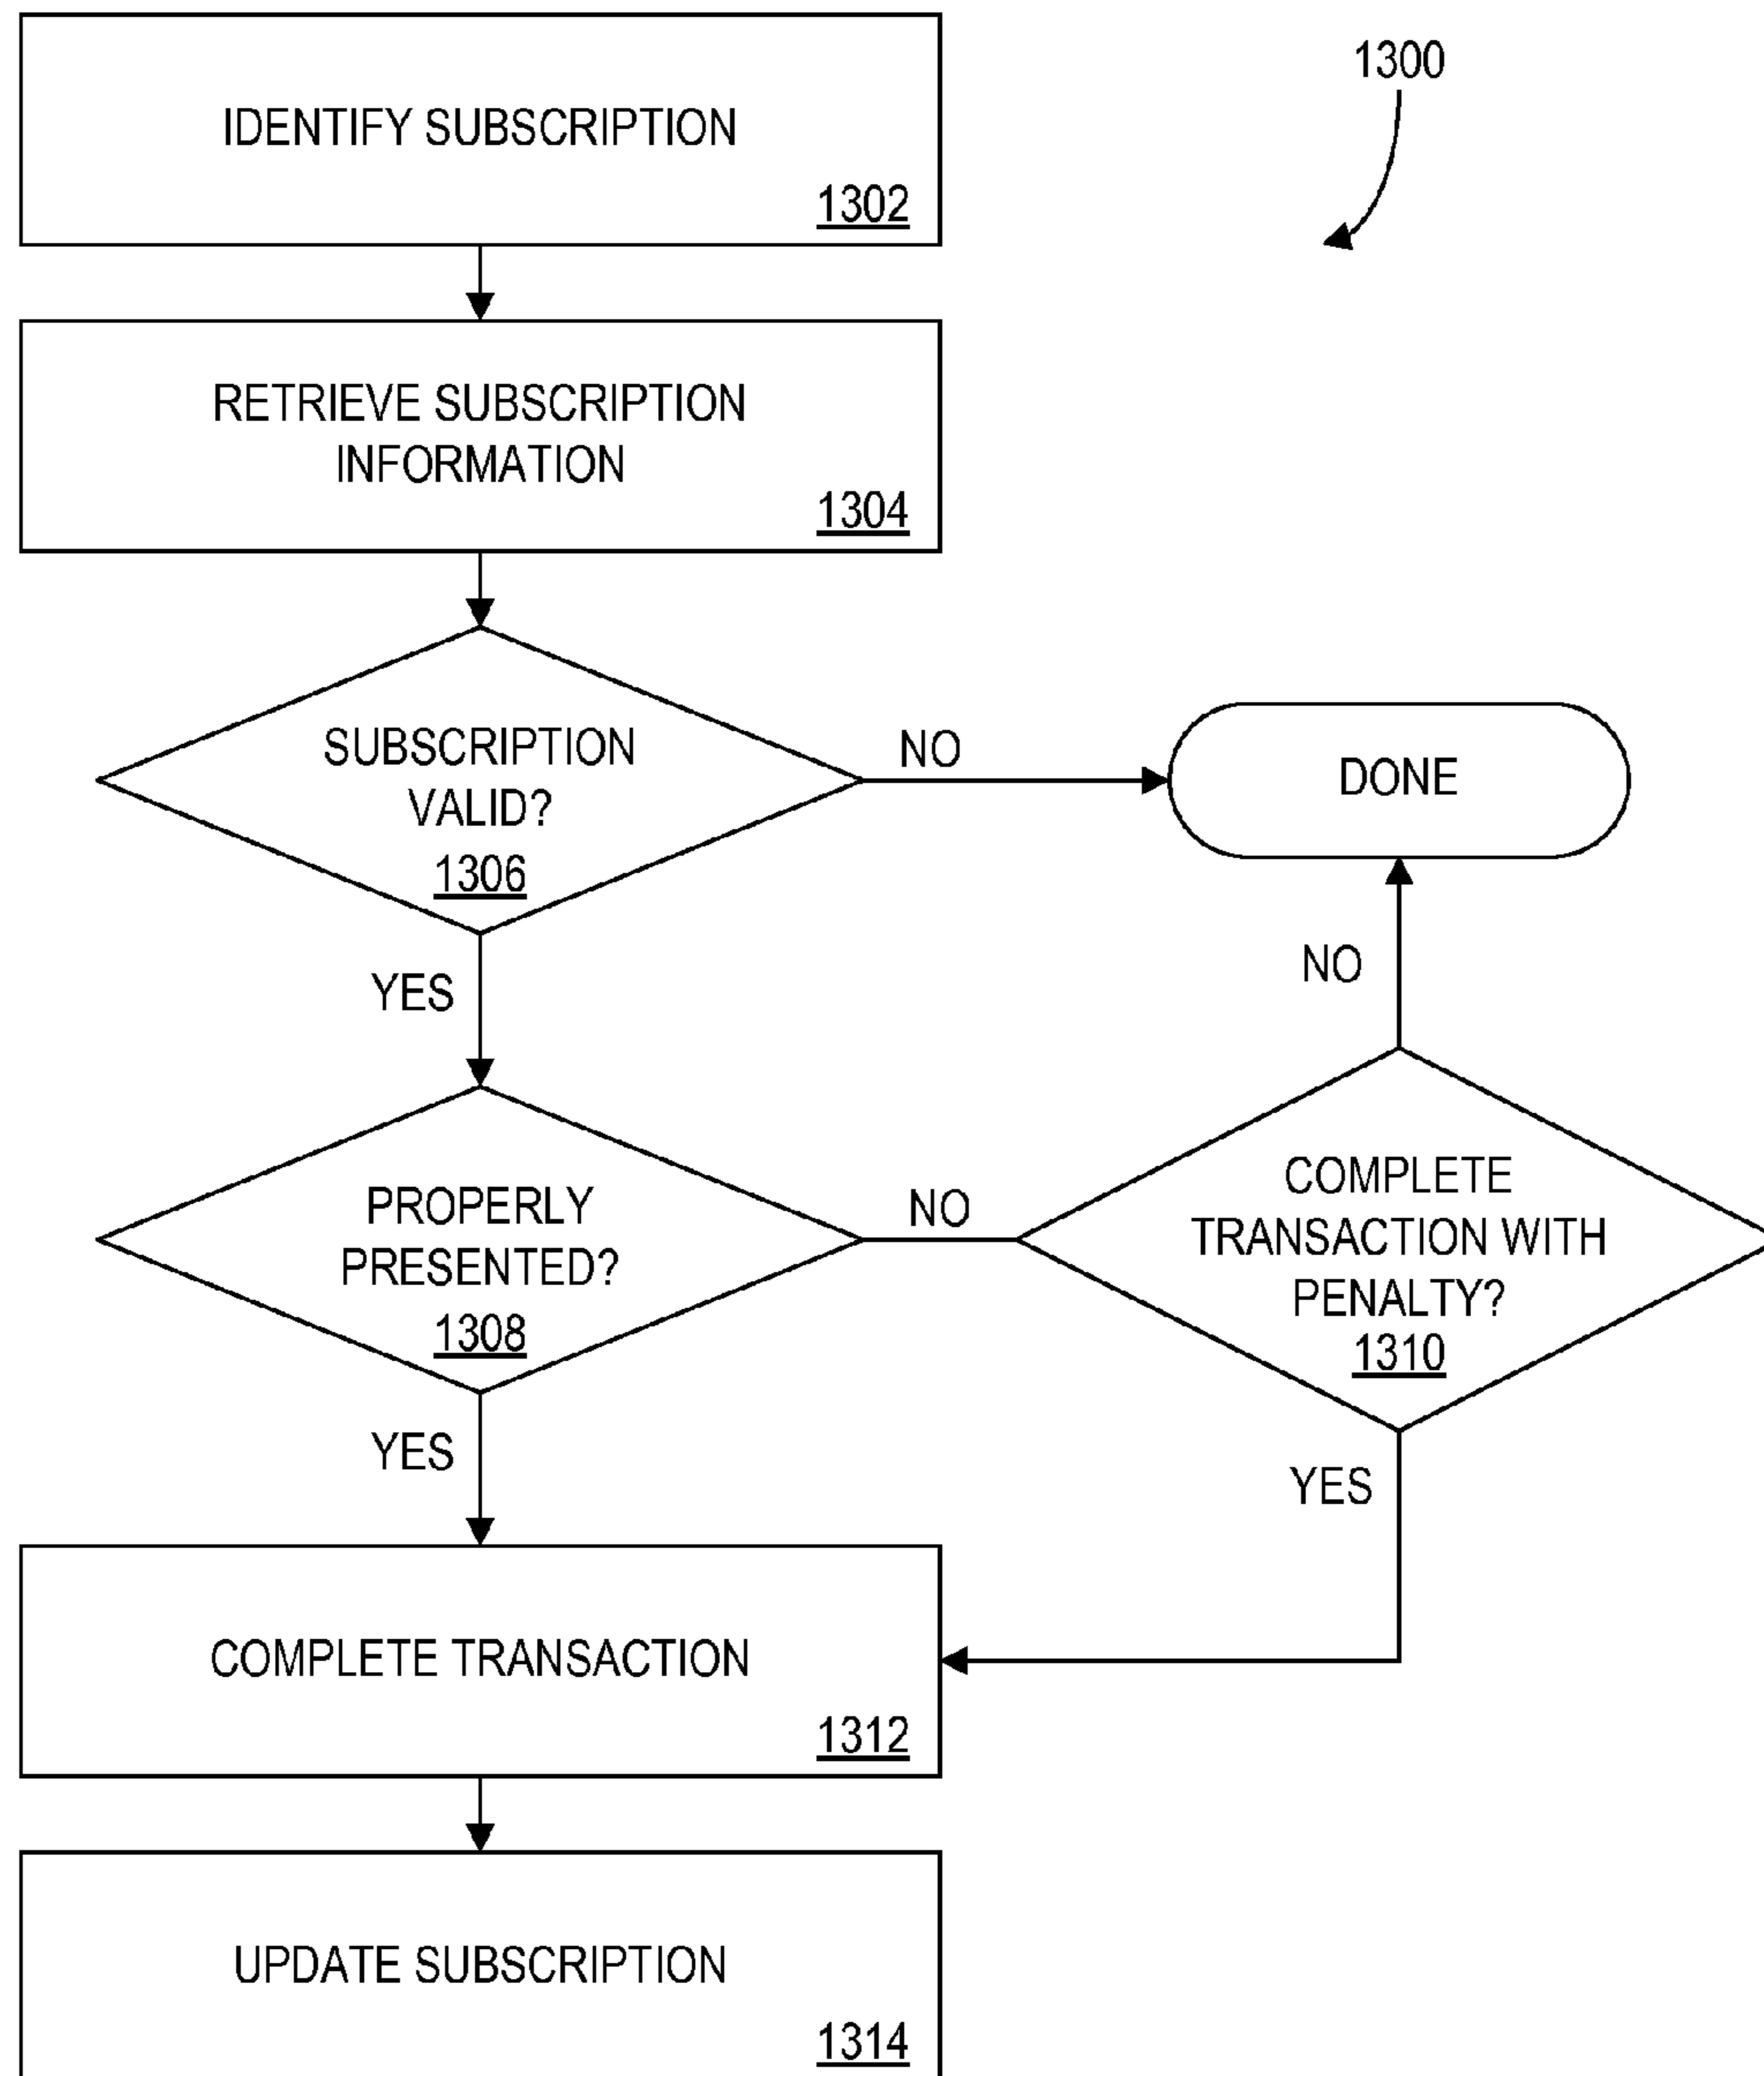 1300
IDENTIFY SUBSCRIPTION
1302
RETRIEVE SUBSCRIPTION
INFORMATION
1304
SUBSCRIPTION
VALID?
1306
NO
DONE
YES
NO
PROPERLY
PRESENTED?
1308
NO
COMPLETE
TRANSACTION WITH
PENALTY?
1310
YES
YES
COMPLETE TRANSACTION
1312
UPDATE SUBSCRIPTION
1314